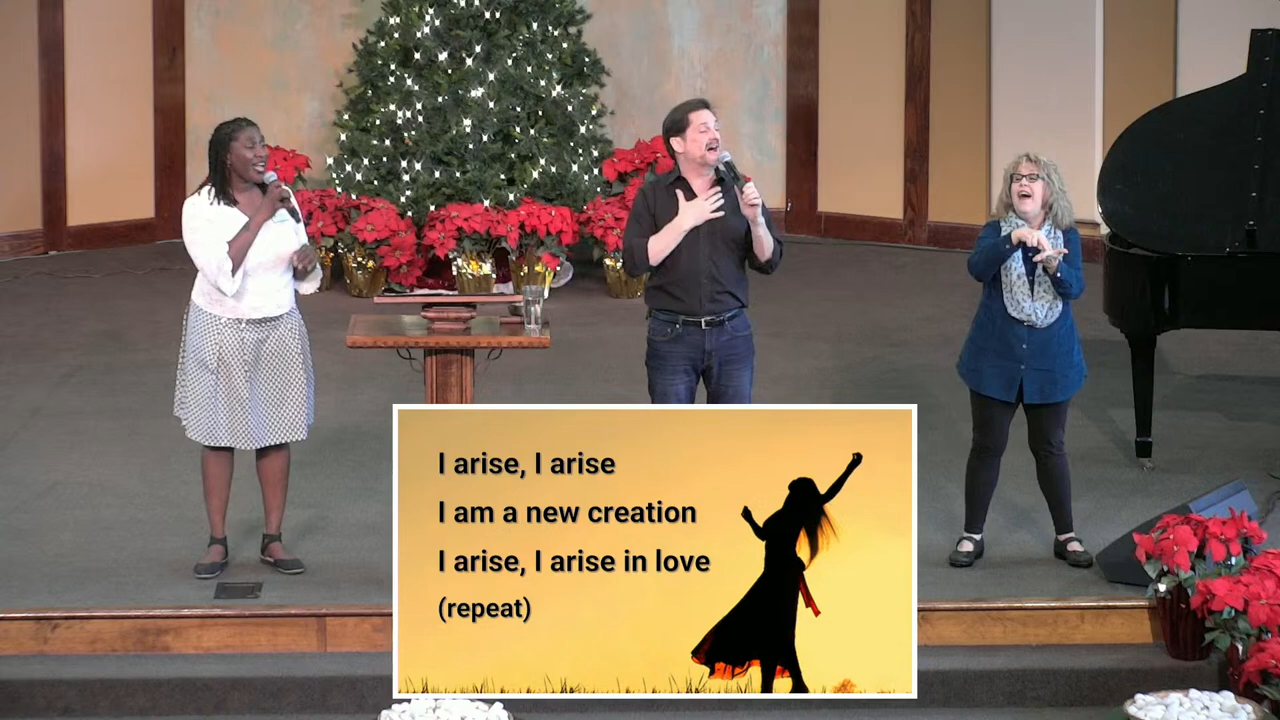 I arise, I arise
I am a new creation
I arise, I arise in love
(repeat)